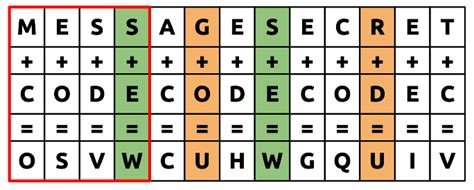 M E S S A G E S E C R E T
+ + + + + + + + + + + + +
C O D E C O D E C O D E C
= = = = = = = = = = = = =
O S V W C U H W G Q U I V